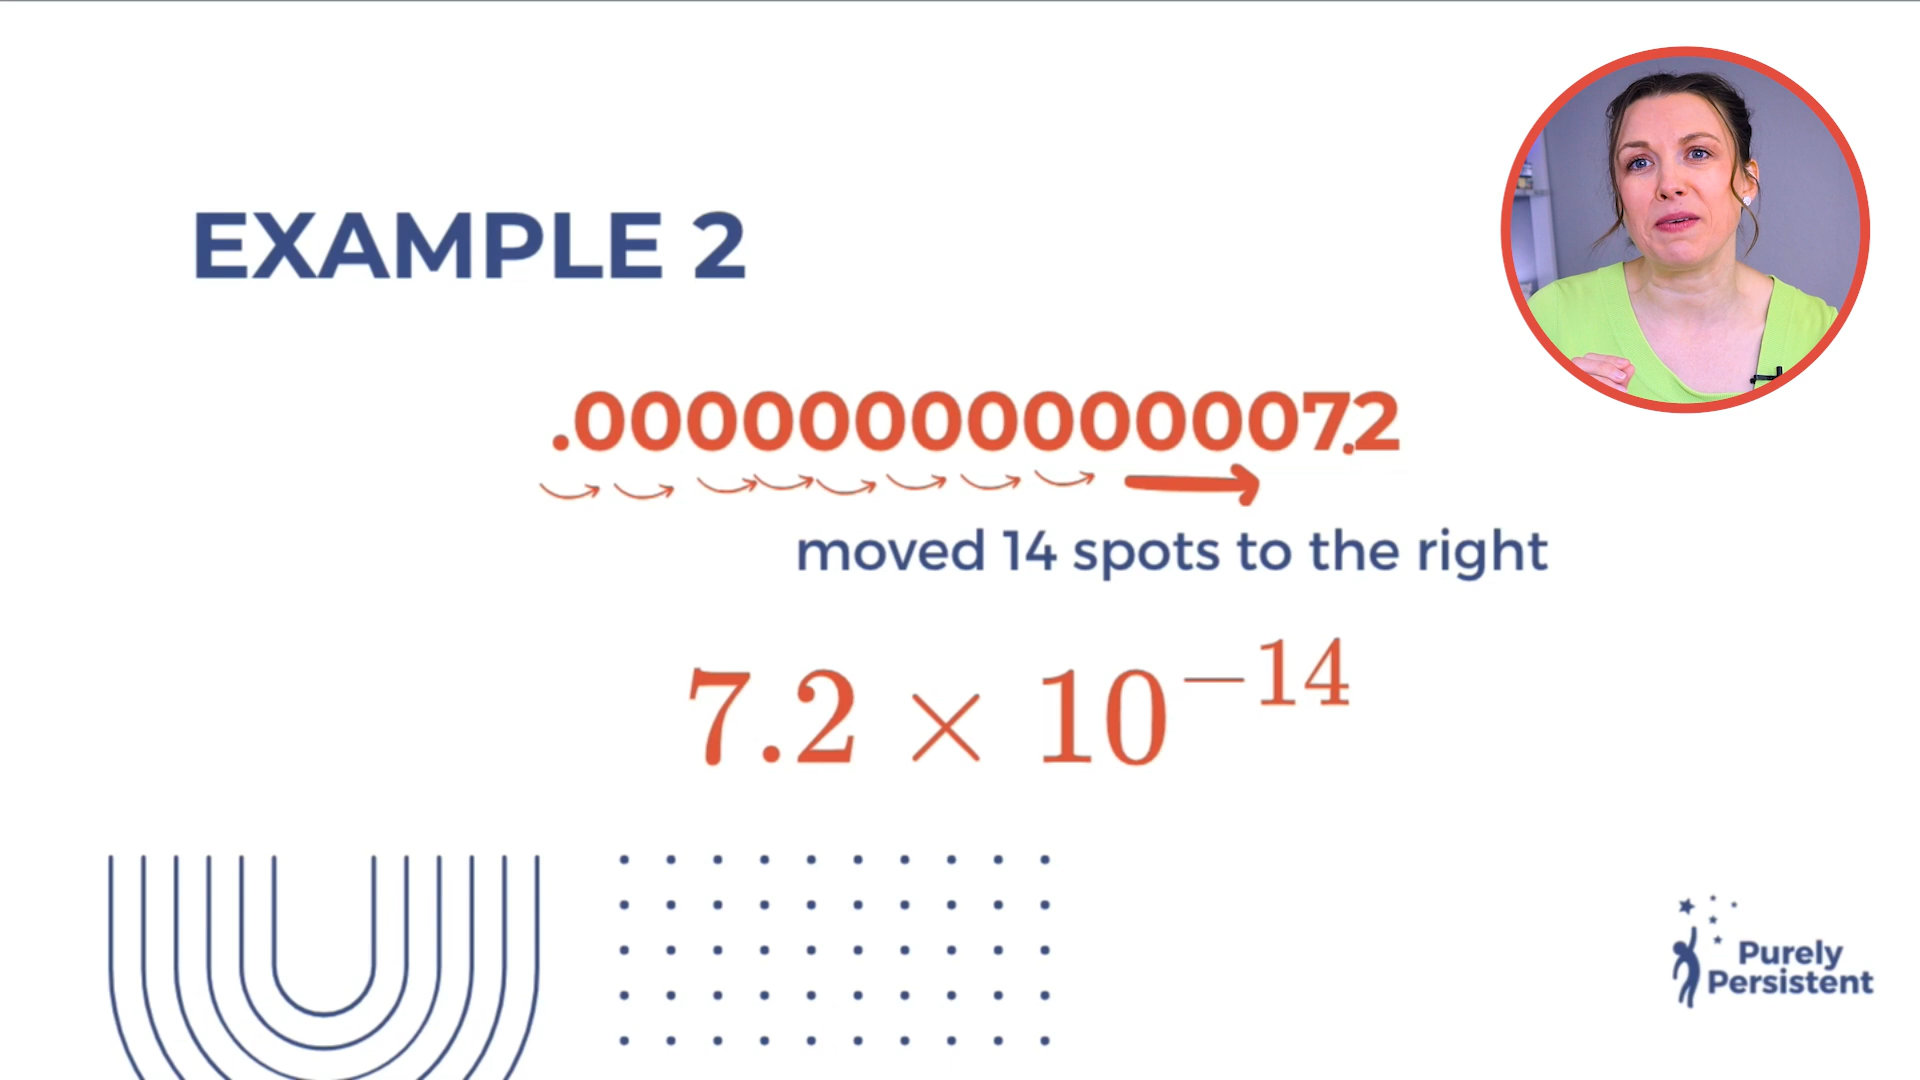 EXAMPLE 2
.00000000000007.2
moved 14 spots to the right
7.2 × 10⁻¹⁴
Purely
Persistent